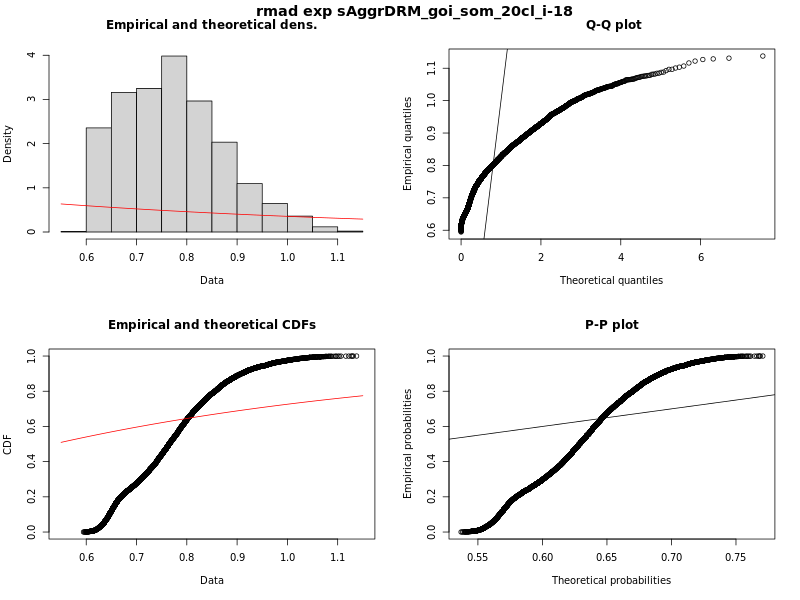 rmad exp sAggrDRM_goi_som_20cl_i-18
Empirical and theoretical dens.
Density
0 1 2 3 4
0.6 0.7 0.8 0.9 1.0 1.1
Data
Q-Q plot
Empirical quantiles
0.6 0.7 0.8 0.9 1.0 1.1
0 2 4 6
Theoretical quantiles
Empirical and theoretical CDFs
CDF
0.0 0.2 0.4 0.6 0.8 1.0
0.6 0.7 0.8 0.9 1.0 1.1
Data
P-P plot
Empirical probabilities
0.0 0.2 0.4 0.6 0.8 1.0
0.55 0.60 0.65 0.70 0.75
Theoretical probabilities